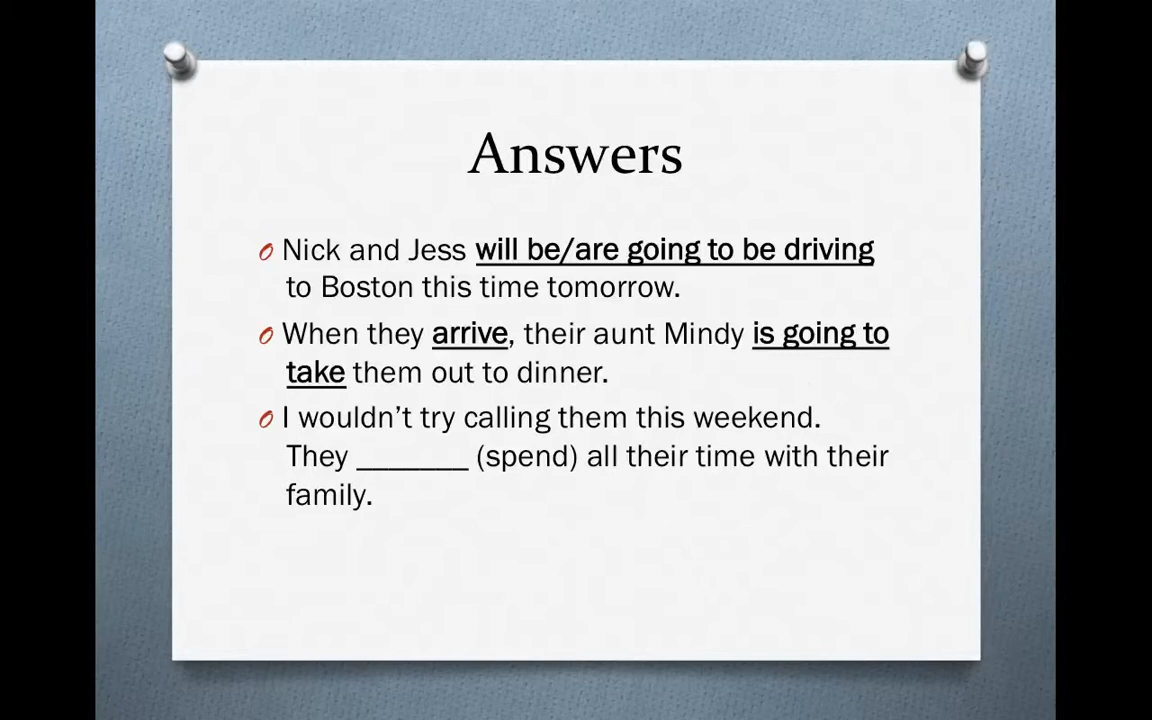 Answers
Nick and Jess will be/are going to be driving
to Boston this time tomorrow.
When they arrive, their aunt Mindy is going to
take them out to dinner.
I wouldn’t try calling them this weekend.
They _______ (spend) all their time with their
family.